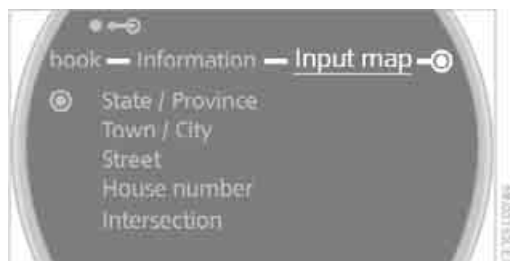 book Information Input map
State / Province
Town / City
Street
House number
Intersection